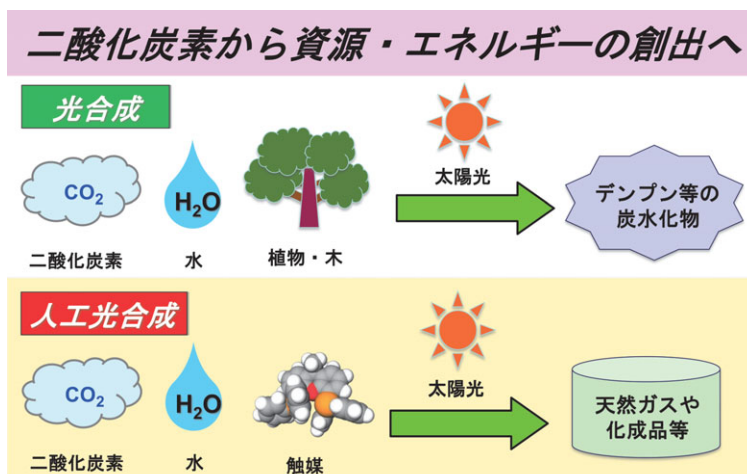 二酸化炭素から資源・エネルギーの創出へ
光合成
CO₂
H₂O
太陽光
デンプン等の
炭水化物
二酸化炭素
水
植物・木
人工光合成
CO₂
H₂O
太陽光
天然ガスや
化成品等
二酸化炭素
水
触媒